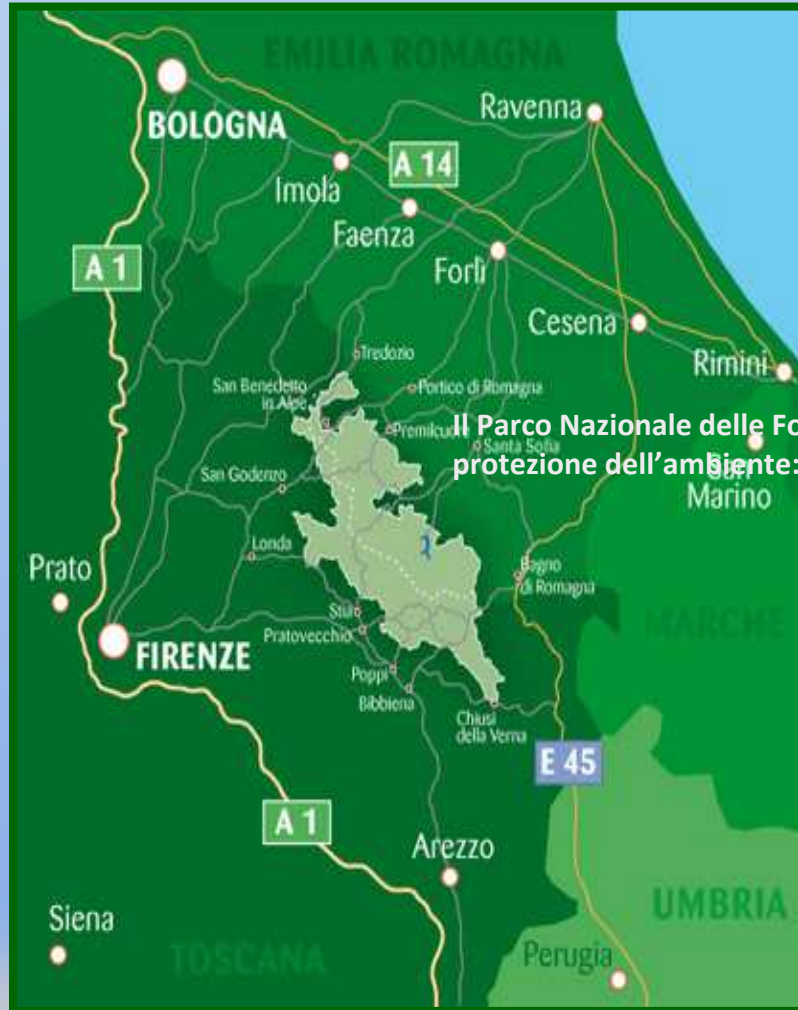 EMILIA ROMAGNA
BOLOGNA
Ravenna
Imola
A 14
Faenza
A 1
Forlì
Cesena
Rimini
Tredozio
San Benedetto
in Alpe
Portico di Romagna
Premilcuore
Il Parco Nazionale delle Fo
Santa Sofia
protezione dell’ambiente:
San
Marino
San Godenzo
Londa
Prato
Bagno
di Romagna
Stia
Pratovecchio
MARCHE
FIRENZE
Poppi
Bibbiena
Chiusi
della Verna
E 45
A 1
Arezzo
Siena
UMBRIA
TOSCANA
Perugia